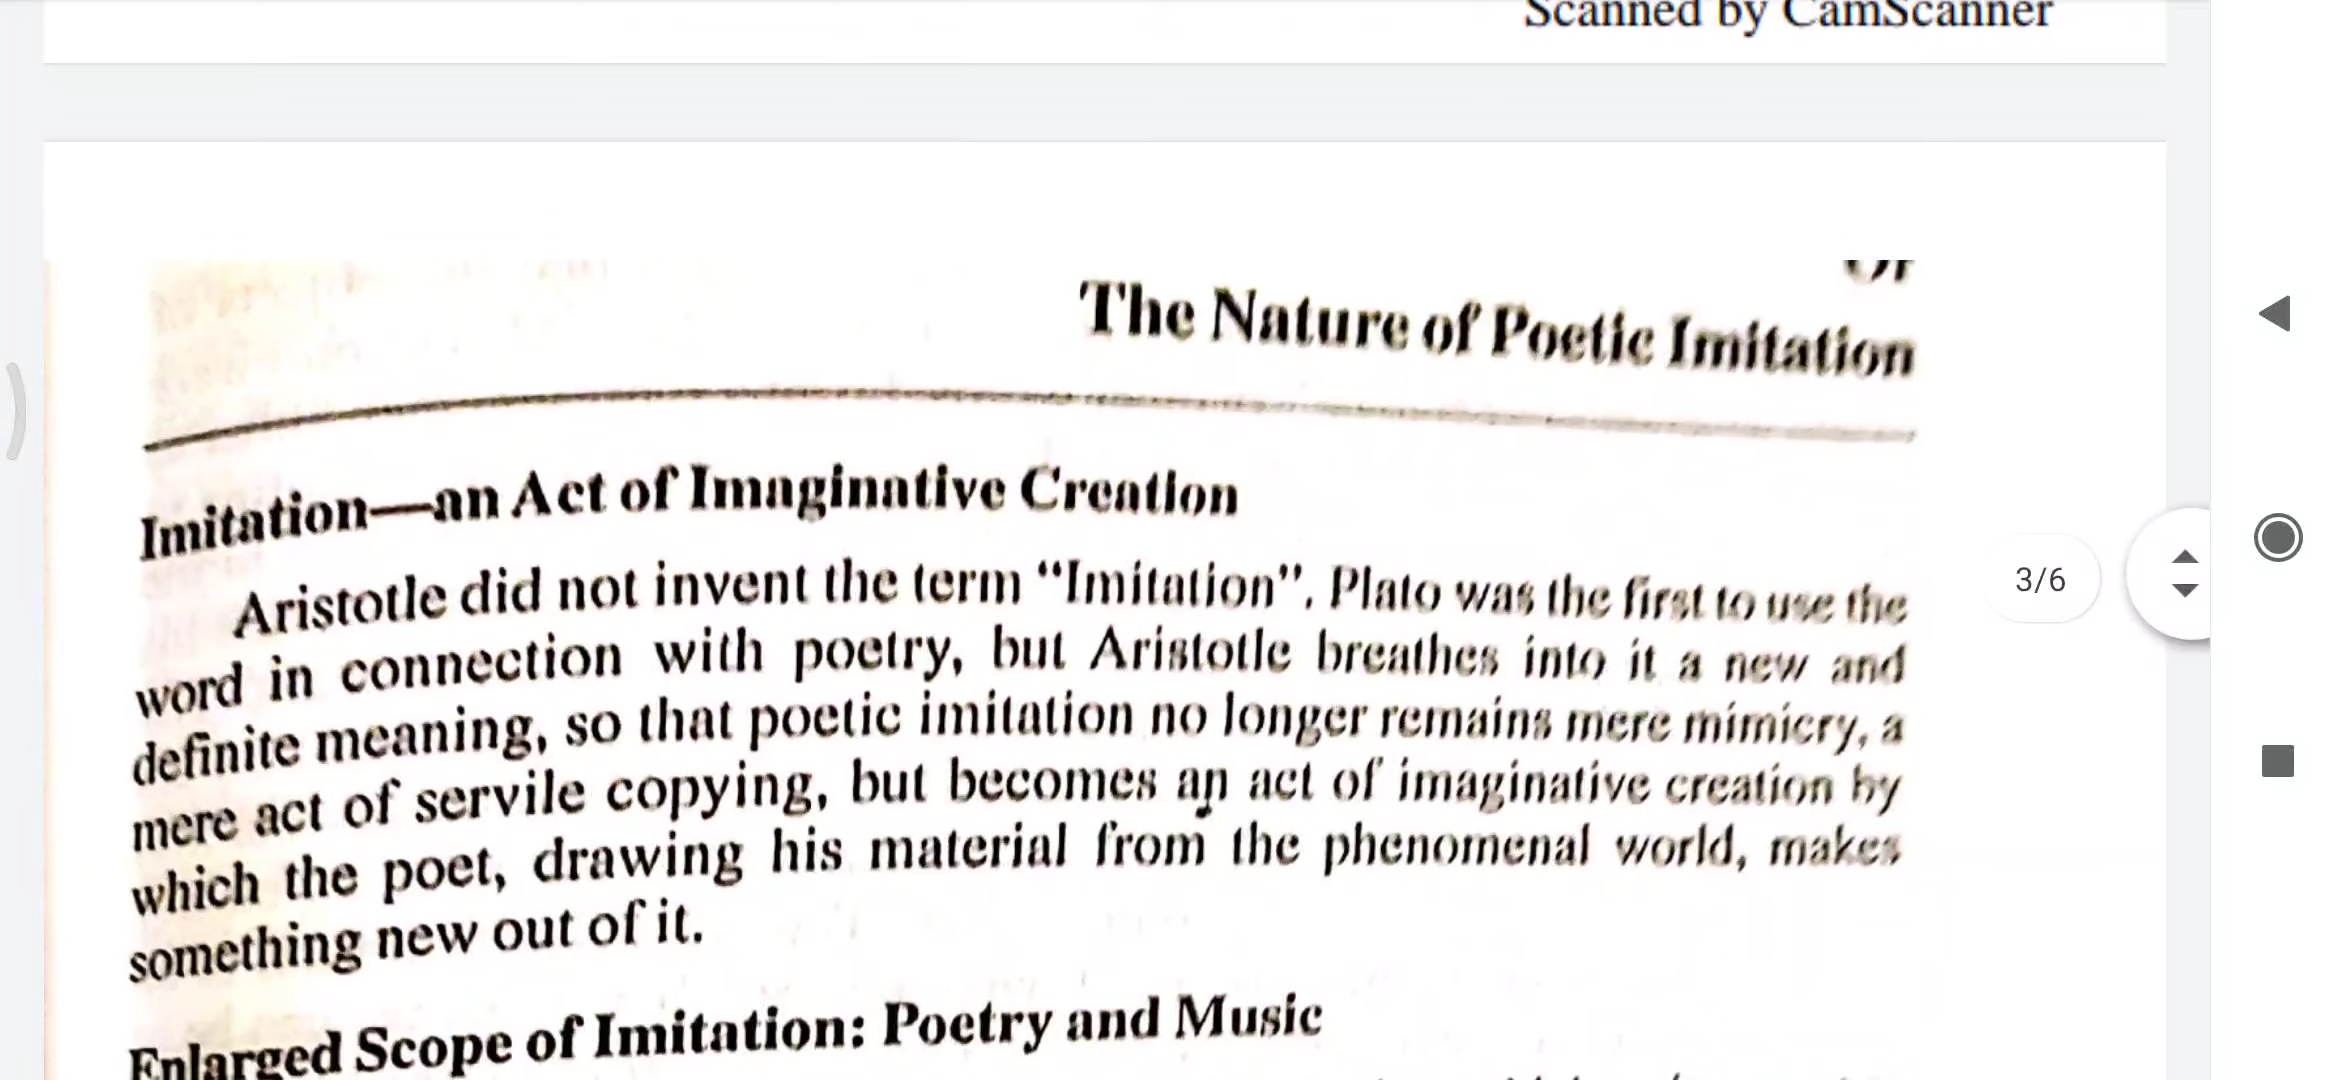 Scanned by CamScanner
Or
The Nature of Poetic Imitation
Imitation—an Act of Imaginative Creation
Aristotle did not invent the term "Imitation". Plato was the first to use the
word in connection with poetry, but Aristotle breathes into it a new and
definite meaning, so that poetic imitation no longer remains mere mimicry, a
mere act of servile copying, but becomes an act of imaginative creation by
which the poet, drawing his material from the phenomenal world, makes
something new out of it.
3/6
Enlarged Scope of Imitation: Poetry and Music